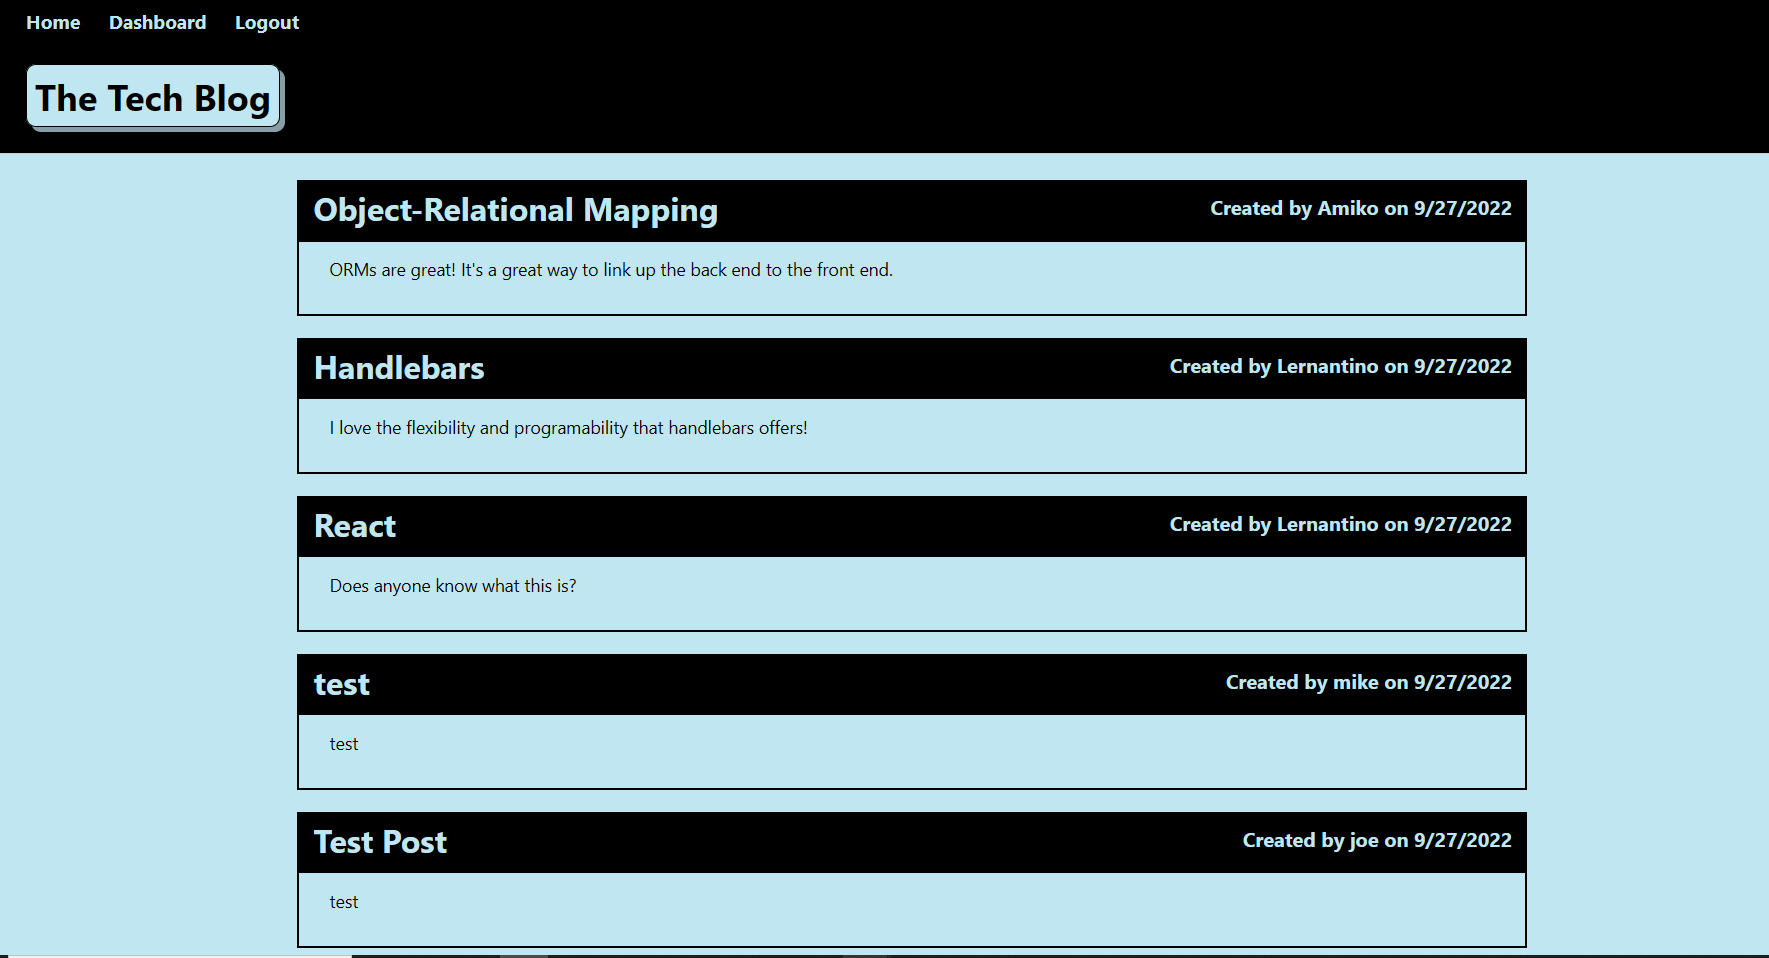 Home Dashboard Logout
The Tech Blog
Object-Relational Mapping
Created by Amiko on 9/27/2022
ORMs are great! It's a great way to link up the back end to the front end.
Handlebars
Created by Lernantino on 9/27/2022
I love the flexibility and programability that handlebars offers!
React
Created by Lernantino on 9/27/2022
Does anyone know what this is?
test
Created by mike on 9/27/2022
test
Test Post
Created by joe on 9/27/2022
test